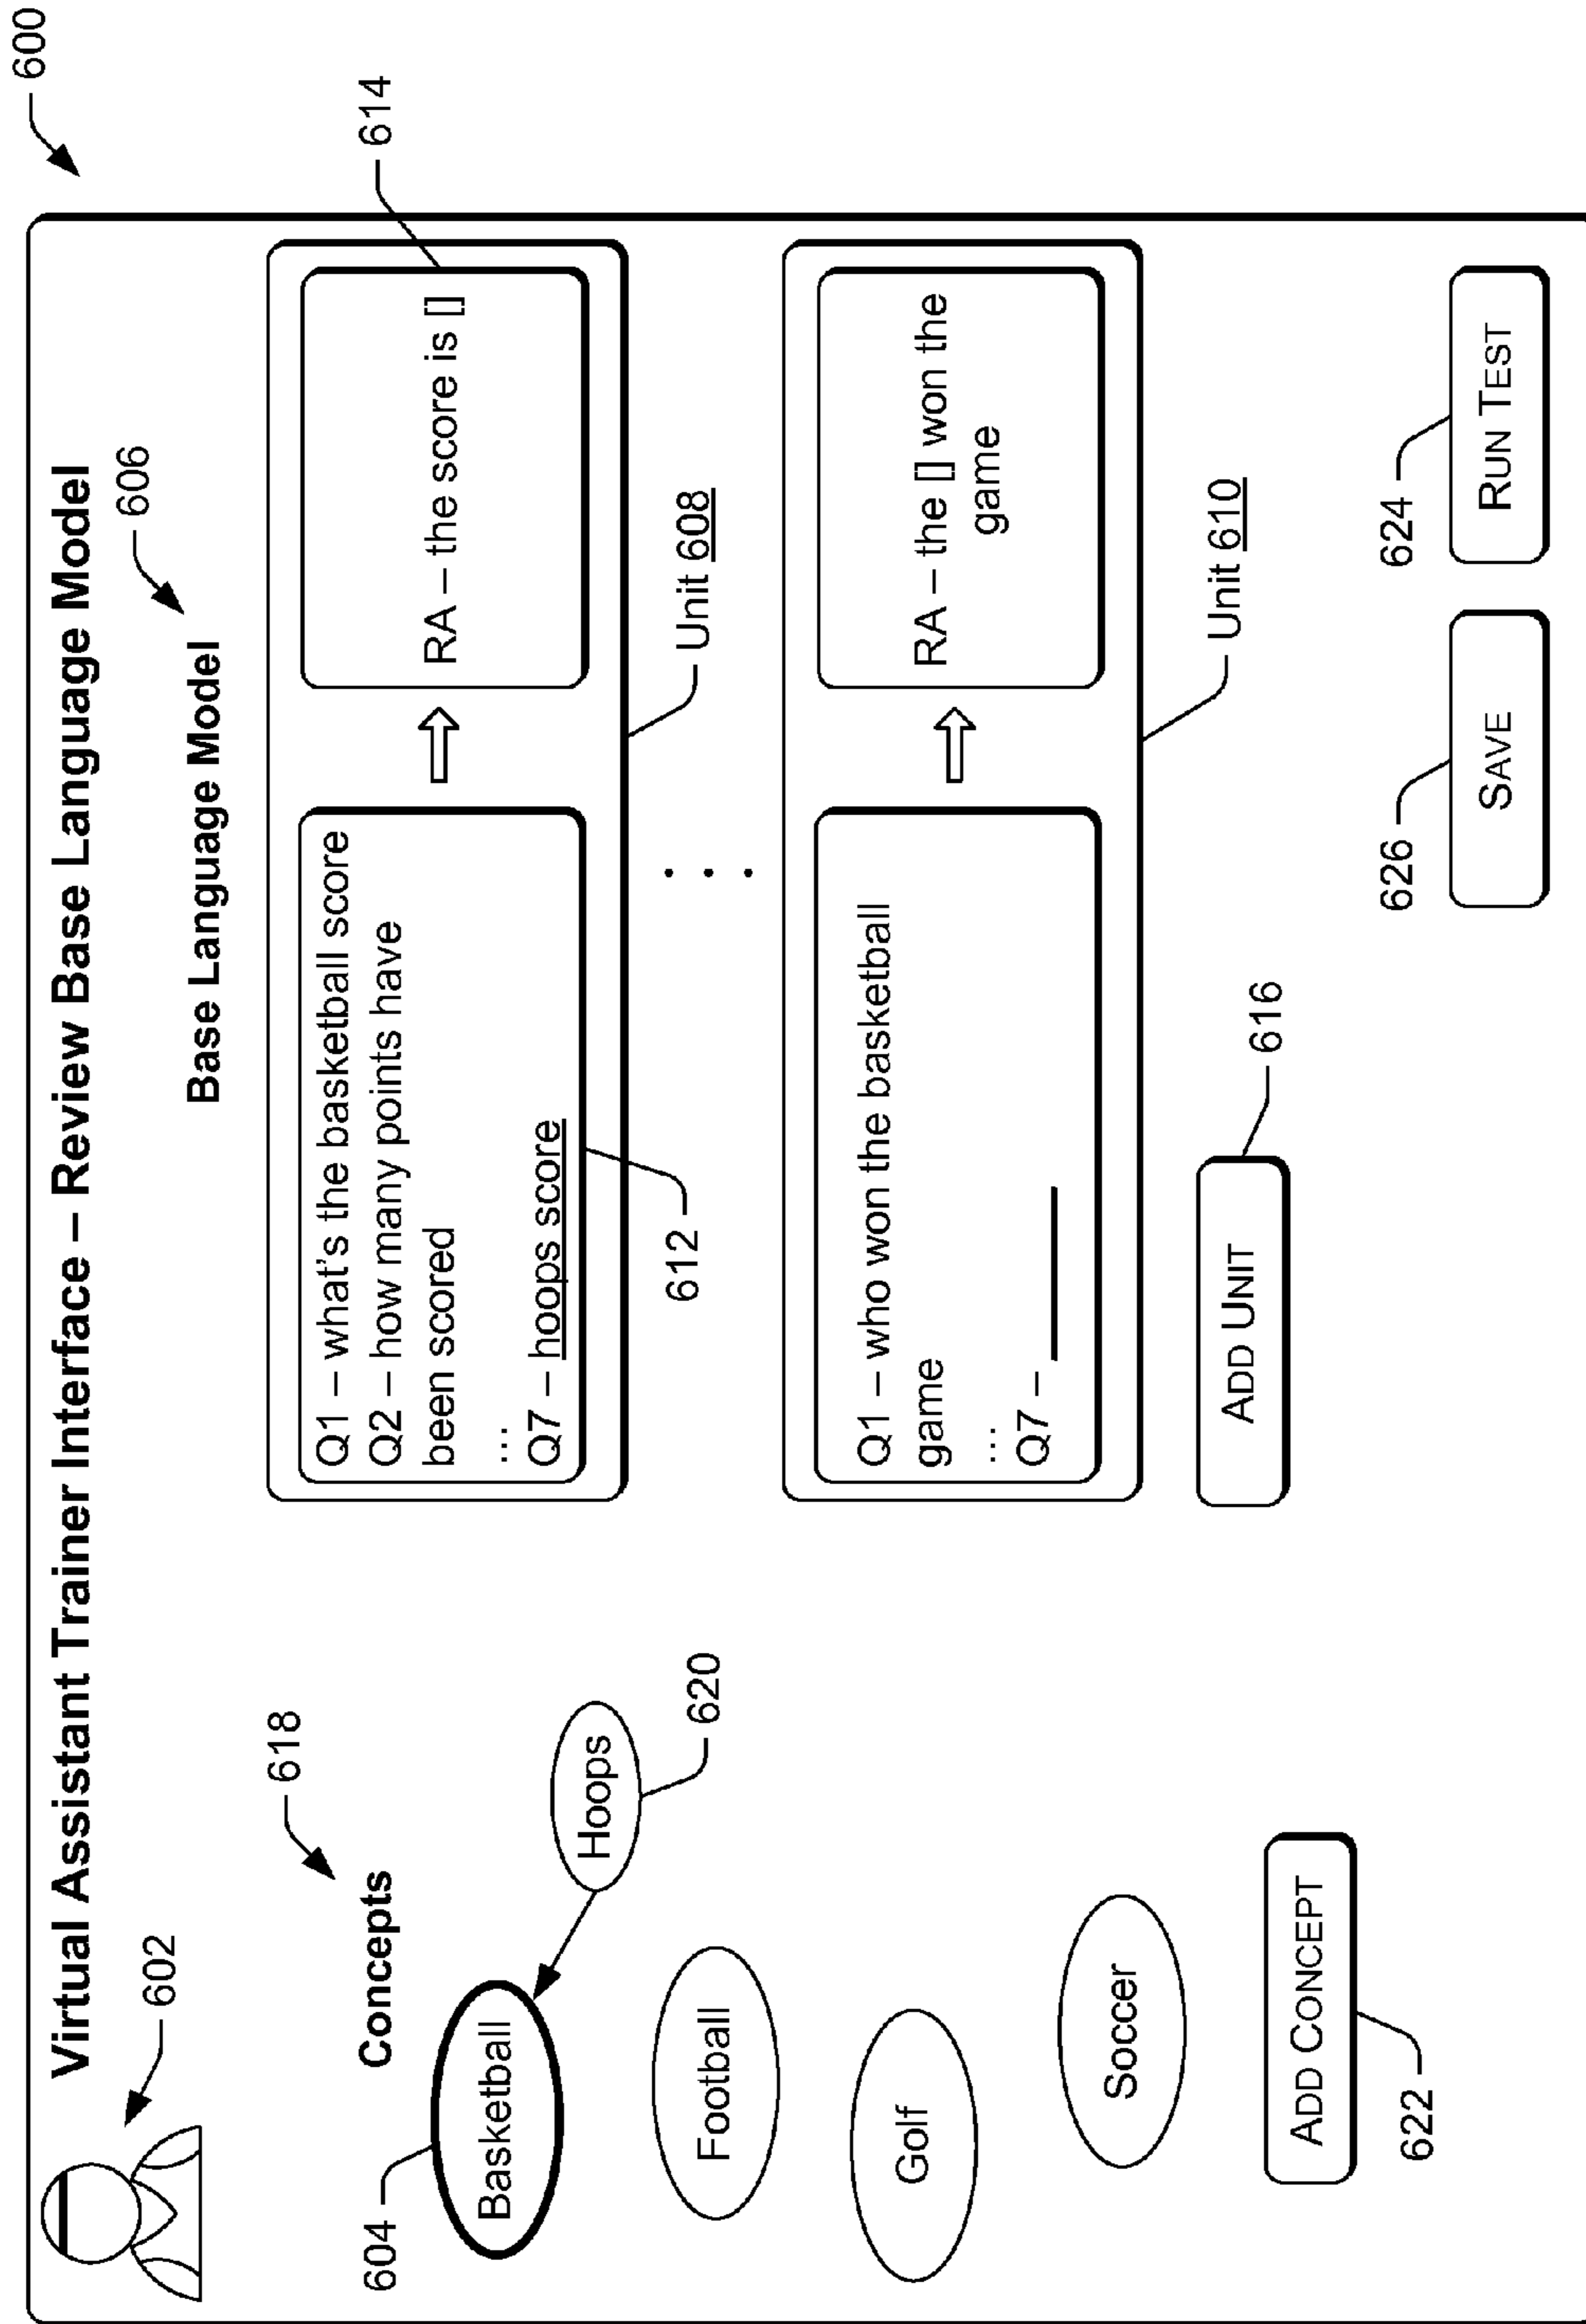 600
Virtual Assistant Trainer Interface – Review Base Language Model
602
606
Base Language Model
618
Concepts
604
Basketball
Hoops
620
Football
Golf
Soccer
ADD CONCEPT
622
Q1 – what's the basketball score
Q2 – how many points have
been scored
...
Q7 – hoops score
612
RA – the score is []
614
Unit 608
. . .
Q1 – who won the basketball
game
...
Q7 –
RA – the [] won the
game
Unit 610
ADD UNIT
616
626
SAVE
624
RUN TEST